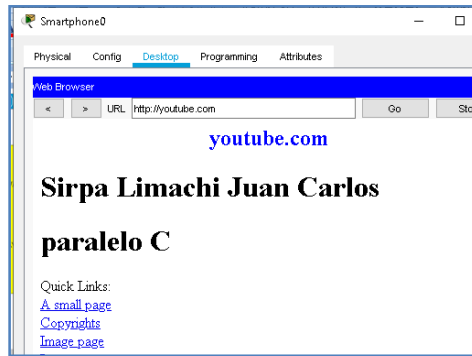 Smartphone0
Physical Config Desktop Programming Attributes
Web Browser
< > URL http://youtube.com Go
youtube.com
Sirpa Limachi Juan Carlos
paralelo C
Quick Links:
A small page
Copyrights
Image page